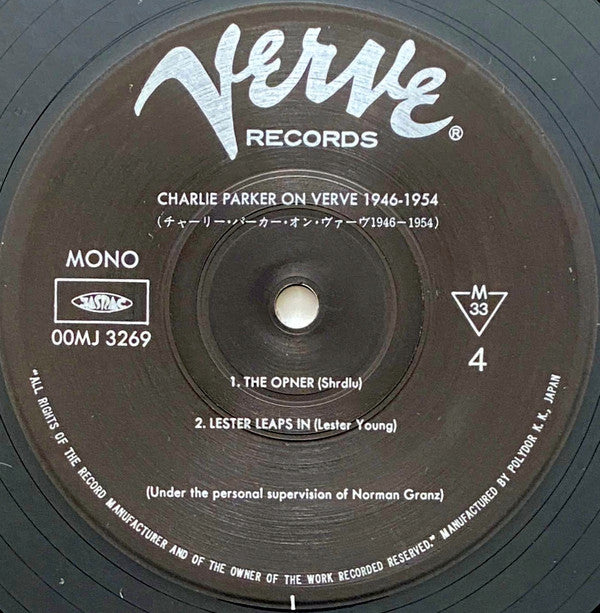 Verve
RECORDS ®
CHARLIE PARKER ON VERVE 1946-1954
(チャーリー・パーカー・オン・ヴァーヴ1946−1954)
MONO
JASRAC
00MJ 3269
M
33
4
1. THE OPNER (Shrdlu)
2. LESTER LEAPS IN (Lester Young)
(Under the personal supervision of Norman Granz)
"ALL RIGHTS OF THE RECORD MANUFACTURER AND OF THE OWNER OF THE WORK RECORDED RESERVED." MANUFACTURED BY POLYDOR K. K., JAPAN